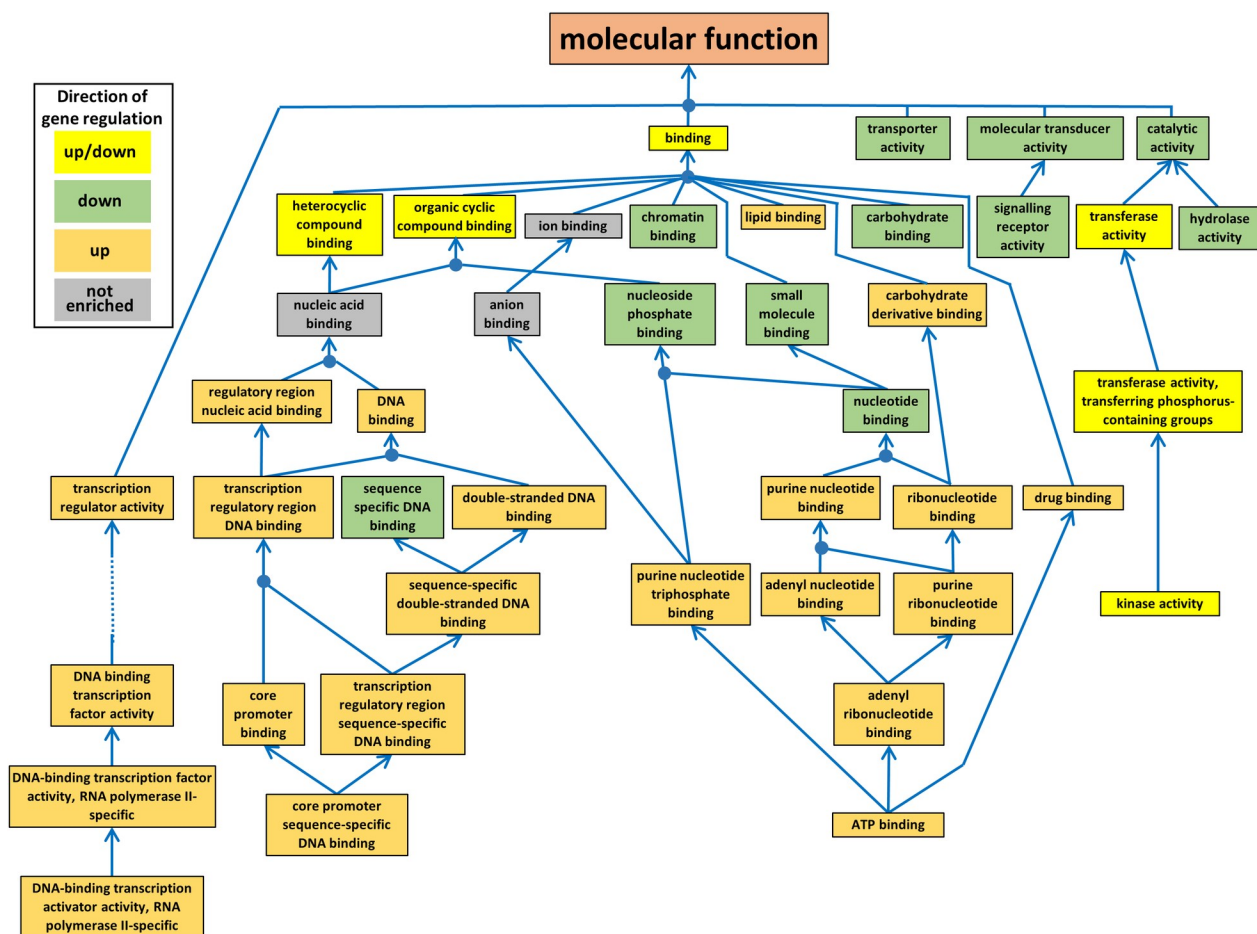 molecular function
Direction of
gene regulation
up/down
down
up
not
enriched
binding
transporter
activity
molecular transducer
activity
catalytic
activity
heterocyclic
compound
binding
organic cyclic
compound binding
ion binding
chromatin
binding
lipid binding
carbohydrate
binding
signalling
receptor
activity
transferase
activity
hydrolase
activity
nucleic acid
binding
anion
binding
nucleoside
phosphate
binding
small
molecule
binding
carbohydrate
derivative binding
regulatory region
nucleic acid binding
DNA
binding
nucleotide
binding
transferase activity,
transferring phosphorus-
containing groups
transcription
regulator activity
transcription
regulatory region
DNA binding
sequence
specific DNA
binding
double-stranded DNA
binding
purine nucleotide
binding
ribonucleotide
binding
drug binding
sequence-specific
double-stranded DNA
binding
purine nucleotide
triphosphate
binding
adenyl nucleotide
binding
purine
ribonucleotide
binding
kinase activity
DNA binding
transcription
factor activity
core
promoter
binding
transcription
regulatory region
sequence-specific
DNA binding
adenyl
ribonucleotide
binding
DNA-binding transcription factor
activity, RNA polymerase II-
specific
core promoter
sequence-specific
DNA binding
ATP binding
DNA-binding transcription
activator activity, RNA
polymerase II-specific